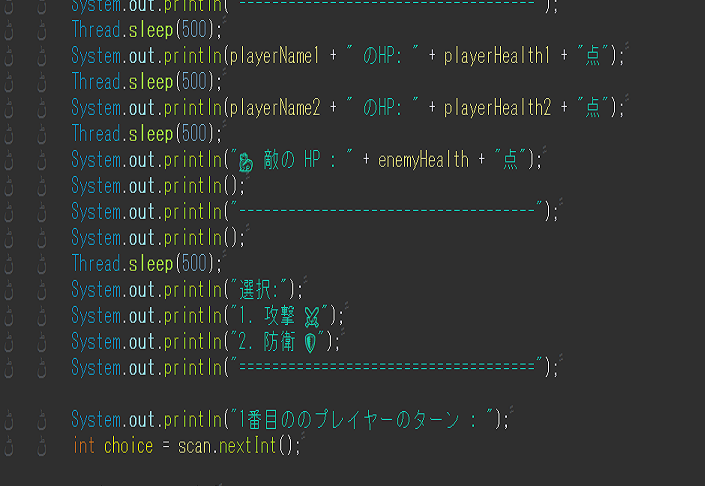 System.out.println("------------------------------------");
Thread.sleep(500);
System.out.println(playerName1 + " のHP: " + playerHealth1 + "点");
Thread.sleep(500);
System.out.println(playerName2 + " のHP: " + playerHealth2 + "点");
Thread.sleep(500);
System.out.println("🐉 敵の HP : " + enemyHealth + "点");
System.out.println();
System.out.println("------------------------------------");
System.out.println();
Thread.sleep(500);
System.out.println("選択:");
System.out.println("1. 攻撃 ⚔");
System.out.println("2. 防衛 🛡");
System.out.println("====================================");
System.out.println("1番目ののプレイヤーのターン : ");
int choice = scan.nextInt();